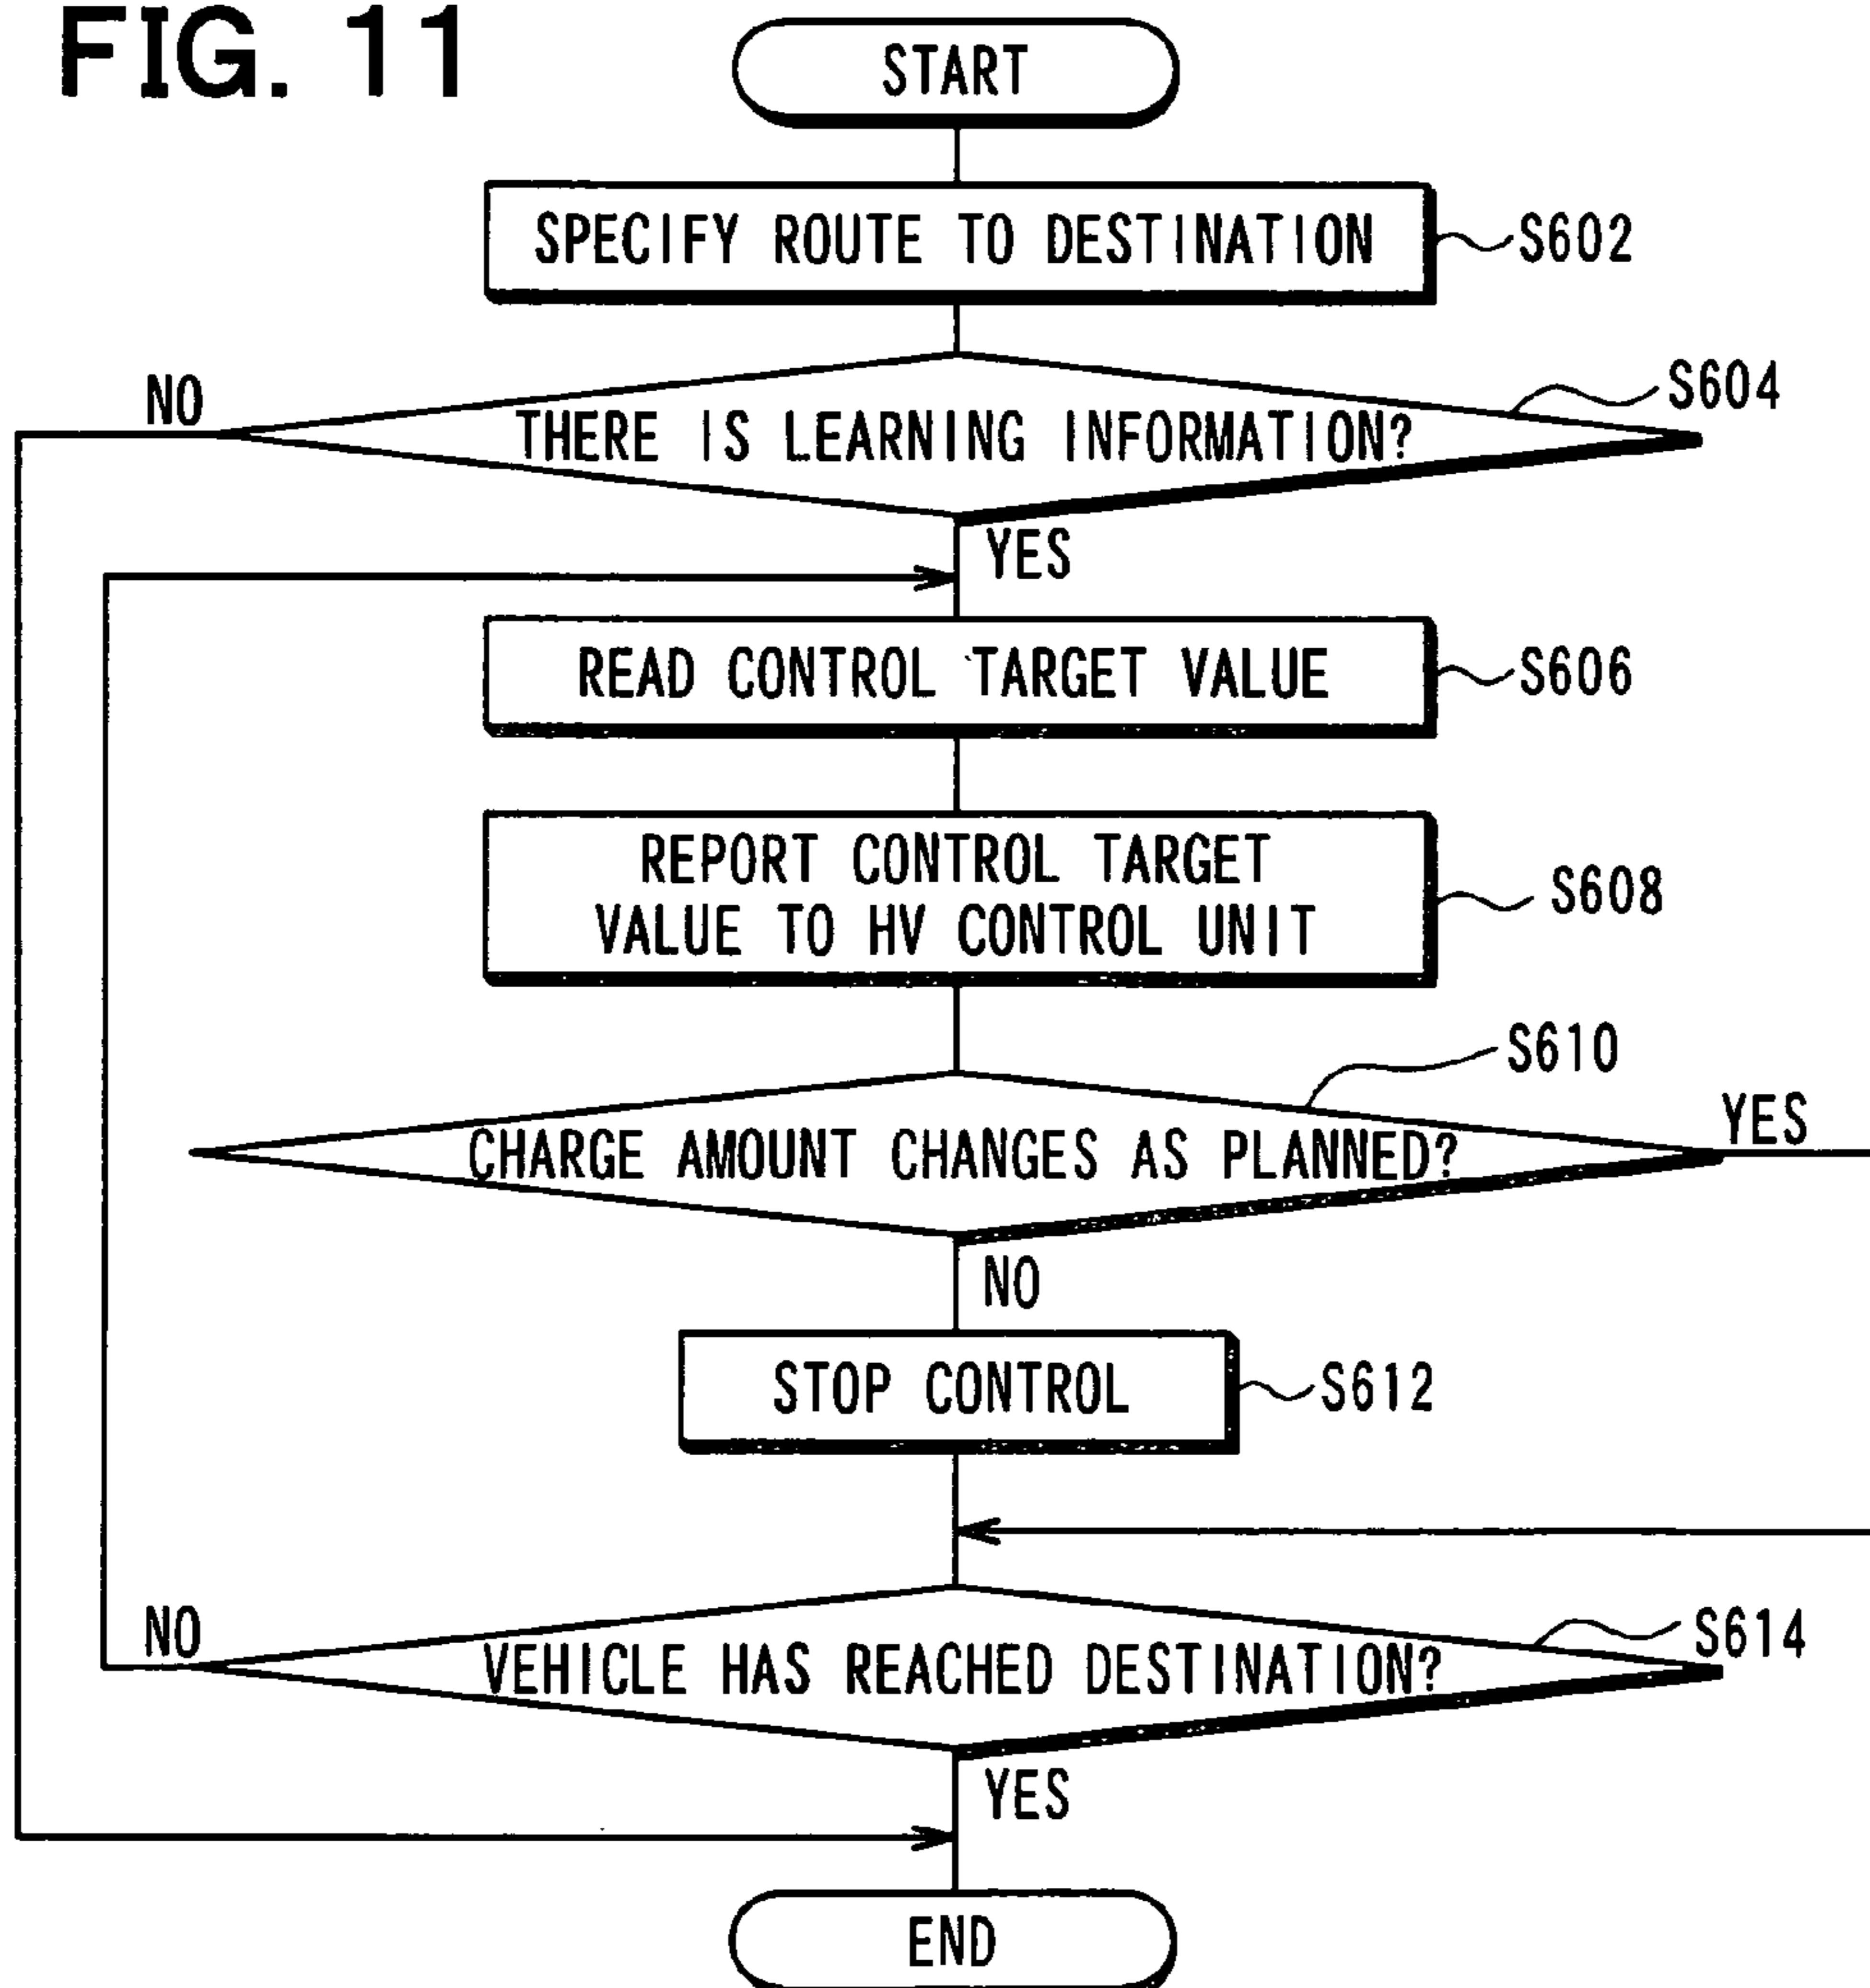 FIG. 11
START
SPECIFY ROUTE TO DESTINATION
S602
NO
THERE IS LEARNING INFORMATION?
S604
YES
READ CONTROL TARGET VALUE
S606
REPORT CONTROL TARGET
VALUE TO HV CONTROL UNIT
S608
S610
CHARGE AMOUNT CHANGES AS PLANNED?
YES
NO
STOP CONTROL
S612
NO
VEHICLE HAS REACHED DESTINATION?
S614
YES
END